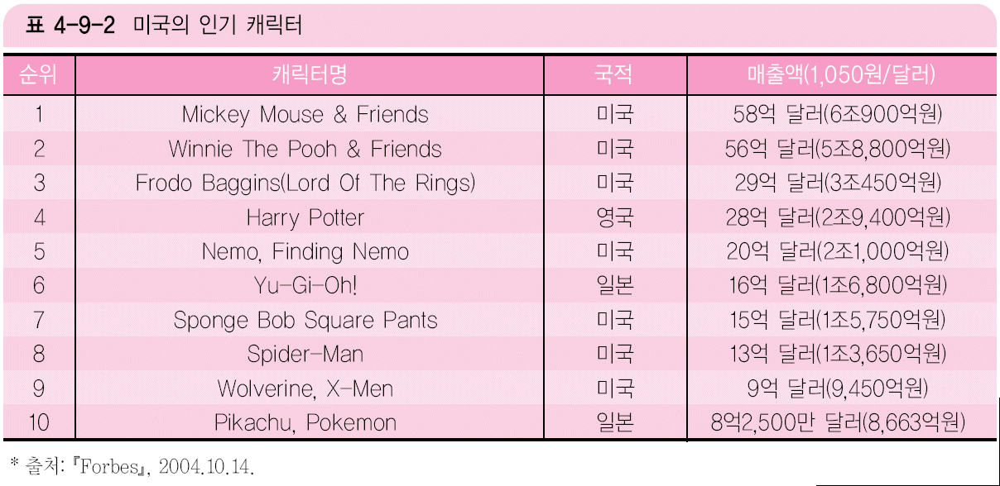 표 4-9-2 미국의 인기 캐릭터
순위 캐릭터명 국적 매출액(1,050원/달러)
1 Mickey Mouse & Friends 미국 58억 달러(6조900억원)
2 Winnie The Pooh & Friends 미국 56억 달러(5조8,800억원)
3 Frodo Baggins(Lord Of The Rings) 미국 29억 달러(3조450억원)
4 Harry Potter 영국 28억 달러(2조9,400억원)
5 Nemo, Finding Nemo 미국 20억 달러(2조1,000억원)
6 Yu-Gi-Oh! 일본 16억 달러(1조6,800억원)
7 Sponge Bob Square Pants 미국 15억 달러(1조5,750억원)
8 Spider-Man 미국 13억 달러(1조3,650억원)
9 Wolverine, X-Men 미국 9억 달러(9,450억원)
10 Pikachu, Pokemon 일본 8억2,500만 달러(8,663억원)
* 출처: 『Forbes』, 2004.10.14.